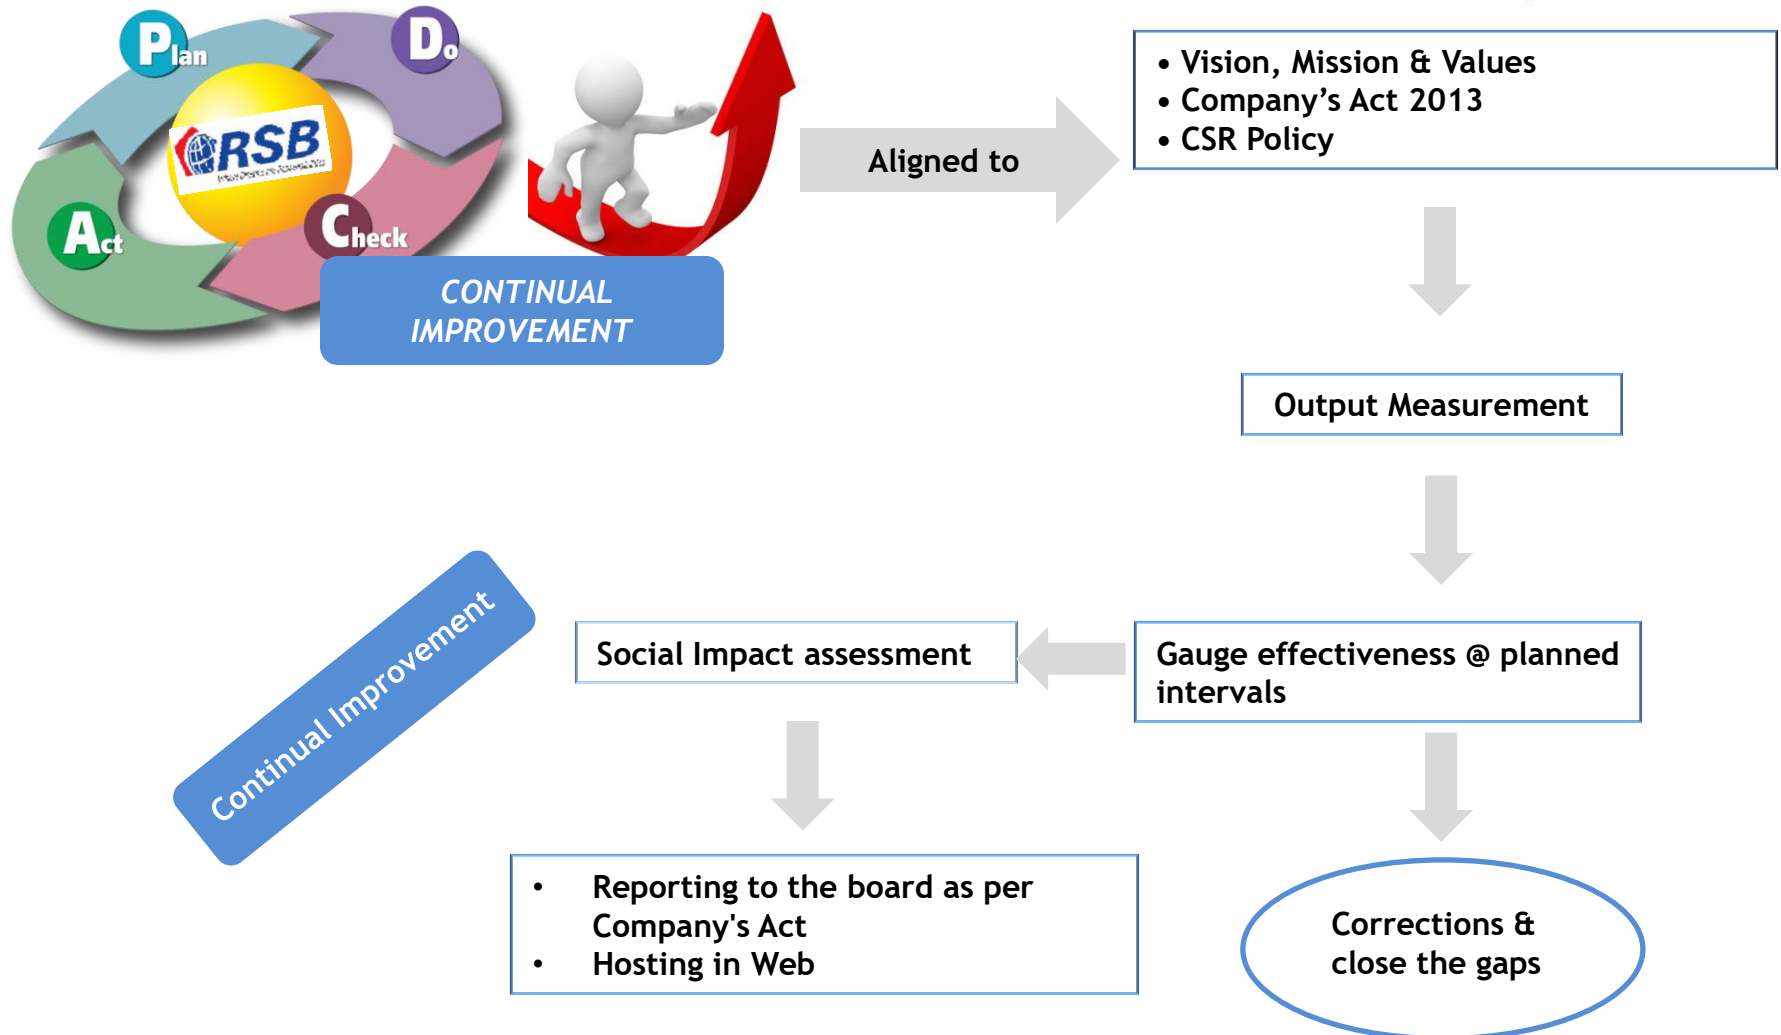 Plan
Do
RSB
Act
Check
CONTINUAL
IMPROVEMENT
Aligned to
• Vision, Mission & Values
• Company’s Act 2013
• CSR Policy
Output Measurement
Gauge effectiveness @ planned
intervals
Social Impact assessment
Continual Improvement
• Reporting to the board as per
Company's Act
• Hosting in Web
Corrections &
close the gaps